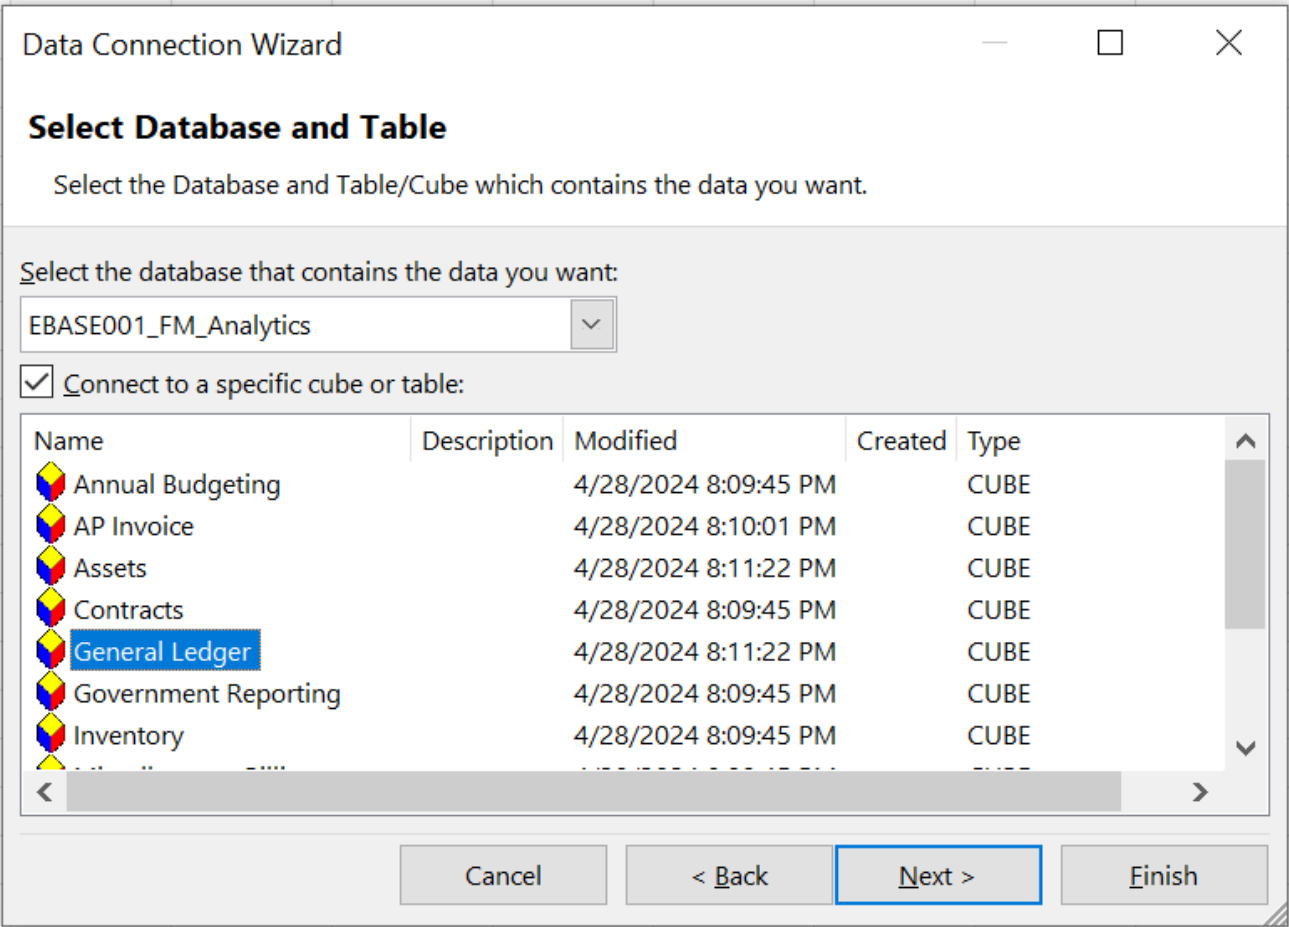 Data Connection Wizard
Select Database and Table
Select the Database and Table/Cube which contains the data you want.
Select the database that contains the data you want:
EBASE001_FM_Analytics
Connect to a specific cube or table:
Name Description Modified Created Type
Annual Budgeting 4/28/2024 8:09:45 PM CUBE
AP Invoice 4/28/2024 8:10:01 PM CUBE
Assets 4/28/2024 8:11:22 PM CUBE
Contracts 4/28/2024 8:09:45 PM CUBE
General Ledger 4/28/2024 8:11:22 PM CUBE
Government Reporting 4/28/2024 8:09:45 PM CUBE
Inventory 4/28/2024 8:09:45 PM CUBE
Cancel < Back Next > Finish